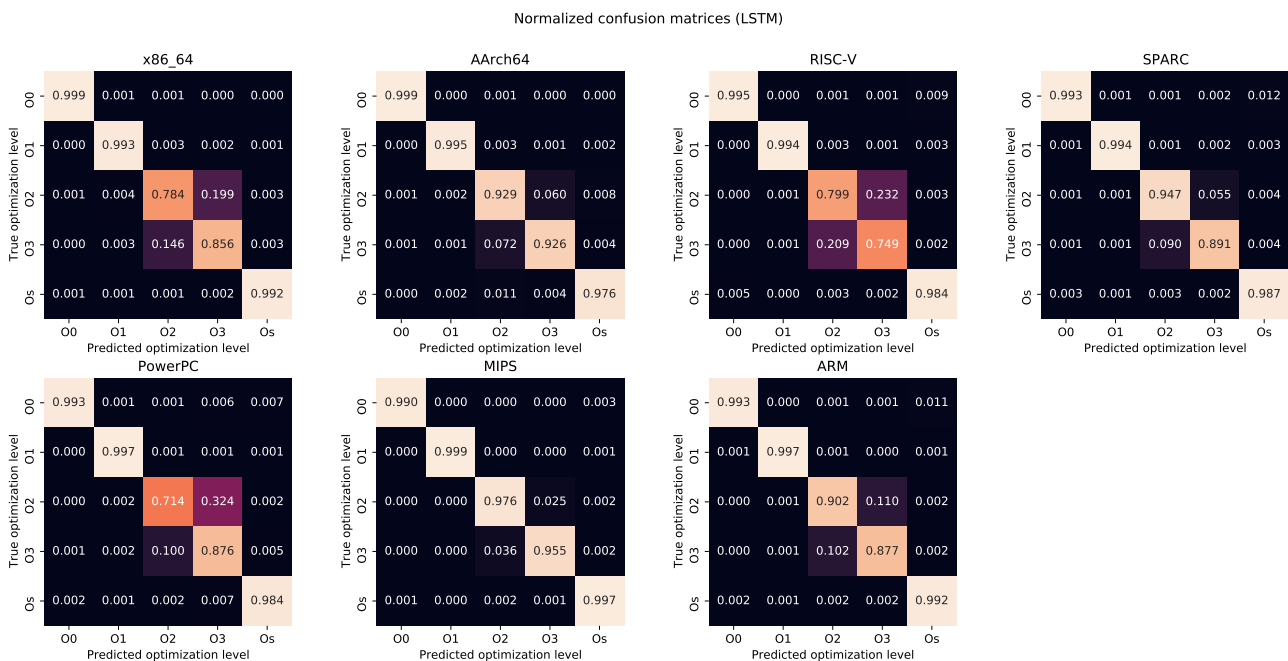 Normalized confusion matrices (LSTM)
x86_64
True optimization level
O0 0.999 0.001 0.001 0.000 0.000
O1 0.000 0.993 0.003 0.002 0.001
O2 0.001 0.004 0.784 0.199 0.003
O3 0.000 0.003 0.146 0.856 0.003
Os 0.001 0.001 0.001 0.002 0.992
O0 O1 O2 O3 Os
Predicted optimization level
AArch64
True optimization level
O0 0.999 0.000 0.001 0.000 0.000
O1 0.000 0.995 0.003 0.001 0.002
O2 0.001 0.002 0.929 0.060 0.008
O3 0.001 0.001 0.072 0.926 0.004
Os 0.000 0.002 0.011 0.004 0.976
O0 O1 O2 O3 Os
Predicted optimization level
RISC-V
True optimization level
O0 0.995 0.000 0.001 0.001 0.009
O1 0.000 0.994 0.003 0.001 0.003
O2 0.000 0.001 0.799 0.232 0.003
O3 0.000 0.001 0.209 0.749 0.002
Os 0.005 0.000 0.003 0.002 0.984
O0 O1 O2 O3 Os
Predicted optimization level
SPARC
True optimization level
O0 0.993 0.001 0.001 0.002 0.012
O1 0.000 0.994 0.001 0.002 0.003
O2 0.001 0.001 0.947 0.055 0.004
O3 0.001 0.001 0.090 0.891 0.004
Os 0.003 0.001 0.003 0.002 0.987
O0 O1 O2 O3 Os
Predicted optimization level
PowerPC
True optimization level
O0 0.993 0.001 0.001 0.006 0.007
O1 0.000 0.997 0.001 0.001 0.001
O2 0.000 0.002 0.714 0.324 0.002
O3 0.001 0.002 0.100 0.876 0.005
Os 0.002 0.001 0.002 0.007 0.984
O0 O1 O2 O3 Os
Predicted optimization level
MIPS
True optimization level
O0 0.990 0.000 0.000 0.000 0.003
O1 0.000 0.999 0.000 0.000 0.001
O2 0.000 0.000 0.976 0.025 0.002
O3 0.000 0.000 0.036 0.955 0.002
Os 0.001 0.000 0.002 0.001 0.997
O0 O1 O2 O3 Os
Predicted optimization level
ARM
True optimization level
O0 0.993 0.000 0.001 0.001 0.011
O1 0.001 0.997 0.001 0.000 0.001
O2 0.000 0.001 0.902 0.110 0.002
O3 0.000 0.001 0.102 0.877 0.002
Os 0.002 0.001 0.002 0.002 0.992
O0 O1 O2 O3 Os
Predicted optimization level